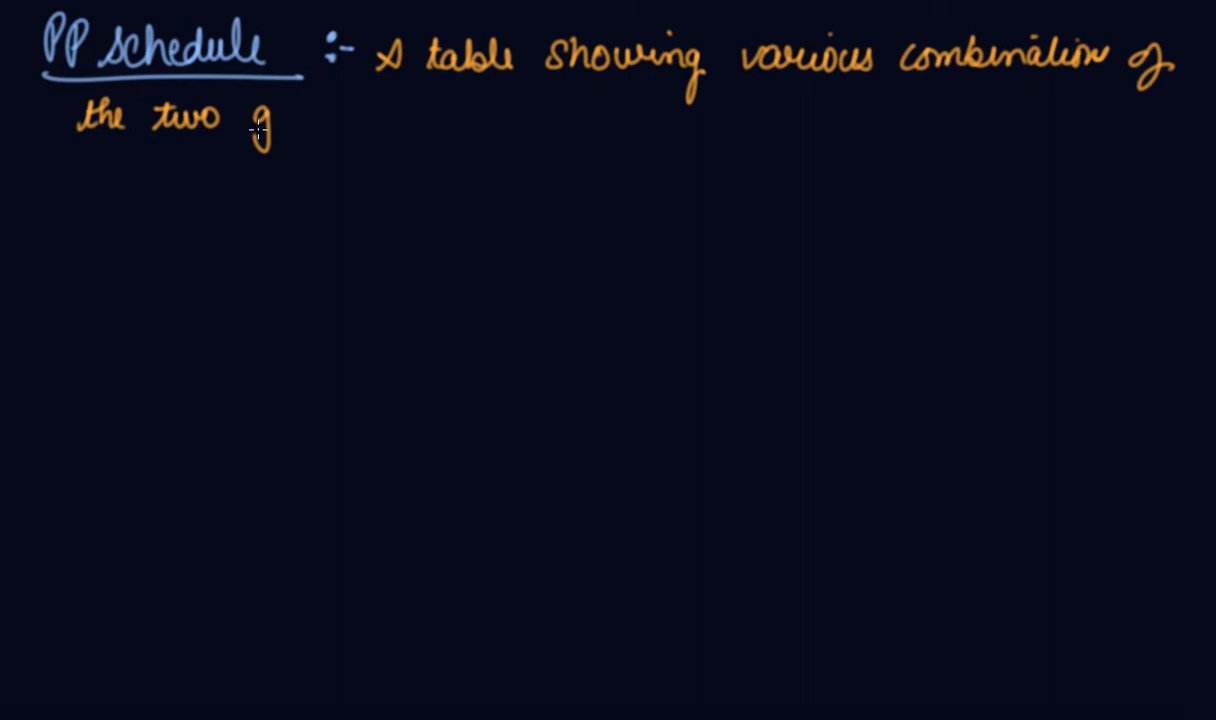 PP schedule :- A table showing various combination of
the two g